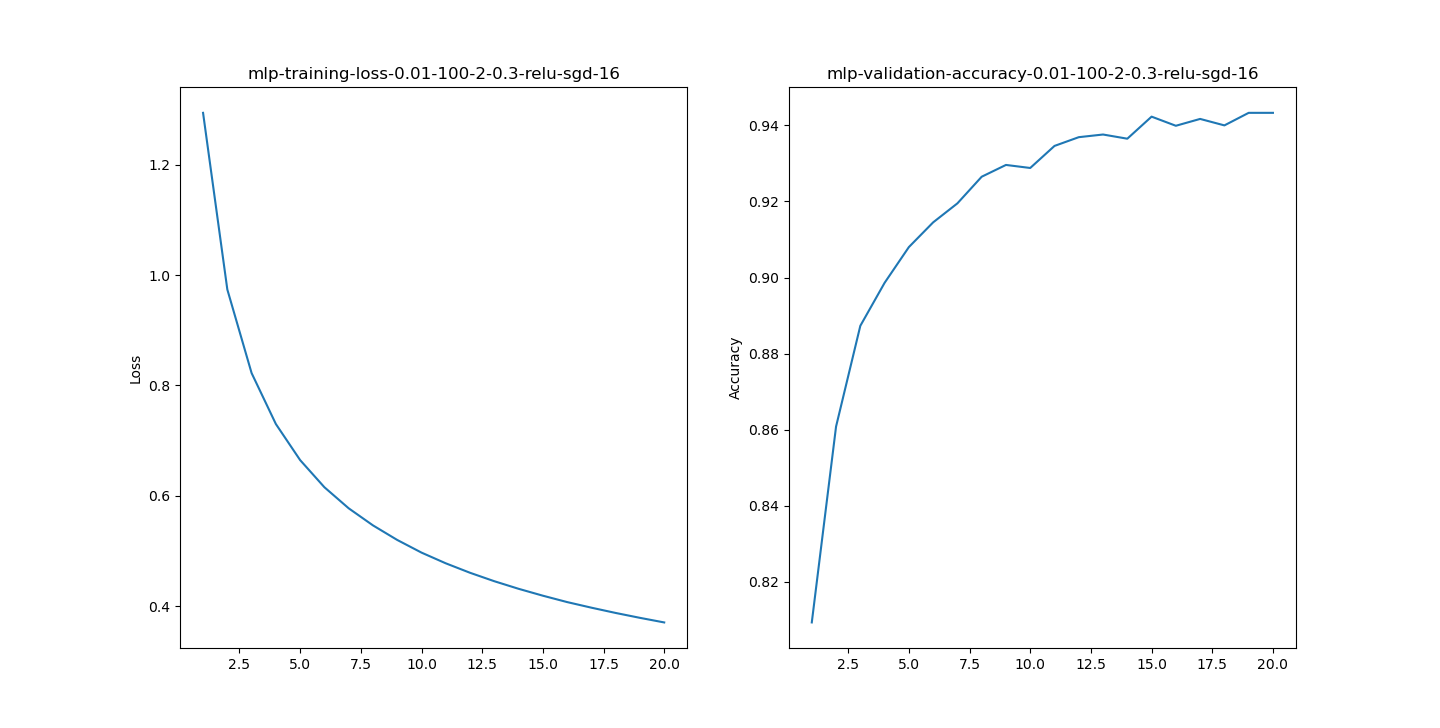 mlp-training-loss-0.01-100-2-0.3-relu-sgd-16
1.2
1.0
0.8
0.6
0.4
Loss
2.5 5.0 7.5 10.0 12.5 15.0 17.5 20.0
mlp-validation-accuracy-0.01-100-2-0.3-relu-sgd-16
0.94
0.92
0.90
0.88
0.86
0.84
0.82
Accuracy
2.5 5.0 7.5 10.0 12.5 15.0 17.5 20.0